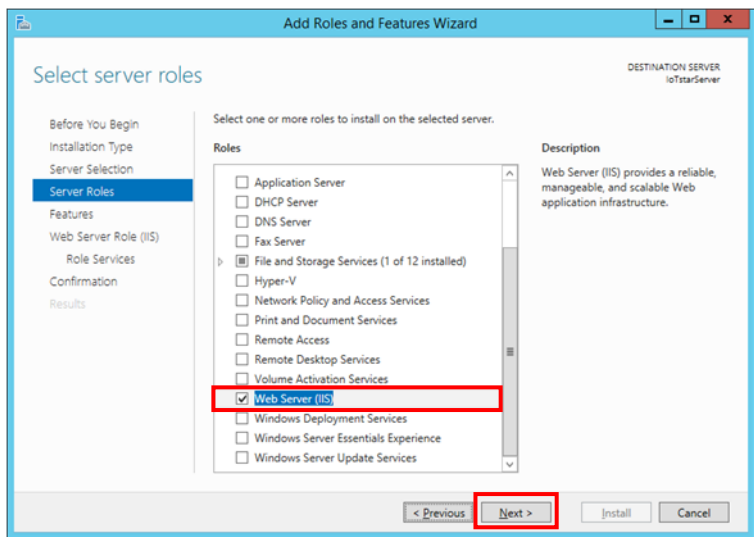 Add Roles and Features Wizard
Select server roles
DESTINATION SERVER
IoTstarServer
Before You Begin
Installation Type
Server Selection
Server Roles
Features
Web Server Role (IIS)
Role Services
Confirmation
Results
Select one or more roles to install on the selected server.
Roles
Application Server
DHCP Server
DNS Server
Fax Server
File and Storage Services (1 of 12 installed)
Hyper-V
Network Policy and Access Services
Print and Document Services
Remote Access
Remote Desktop Services
Volume Activation Services
Web Server (IIS)
Windows Deployment Services
Windows Server Essentials Experience
Windows Server Update Services
Description
Web Server (IIS) provides a reliable,
manageable, and scalable Web
application infrastructure.
< Previous
Next >
Install
Cancel